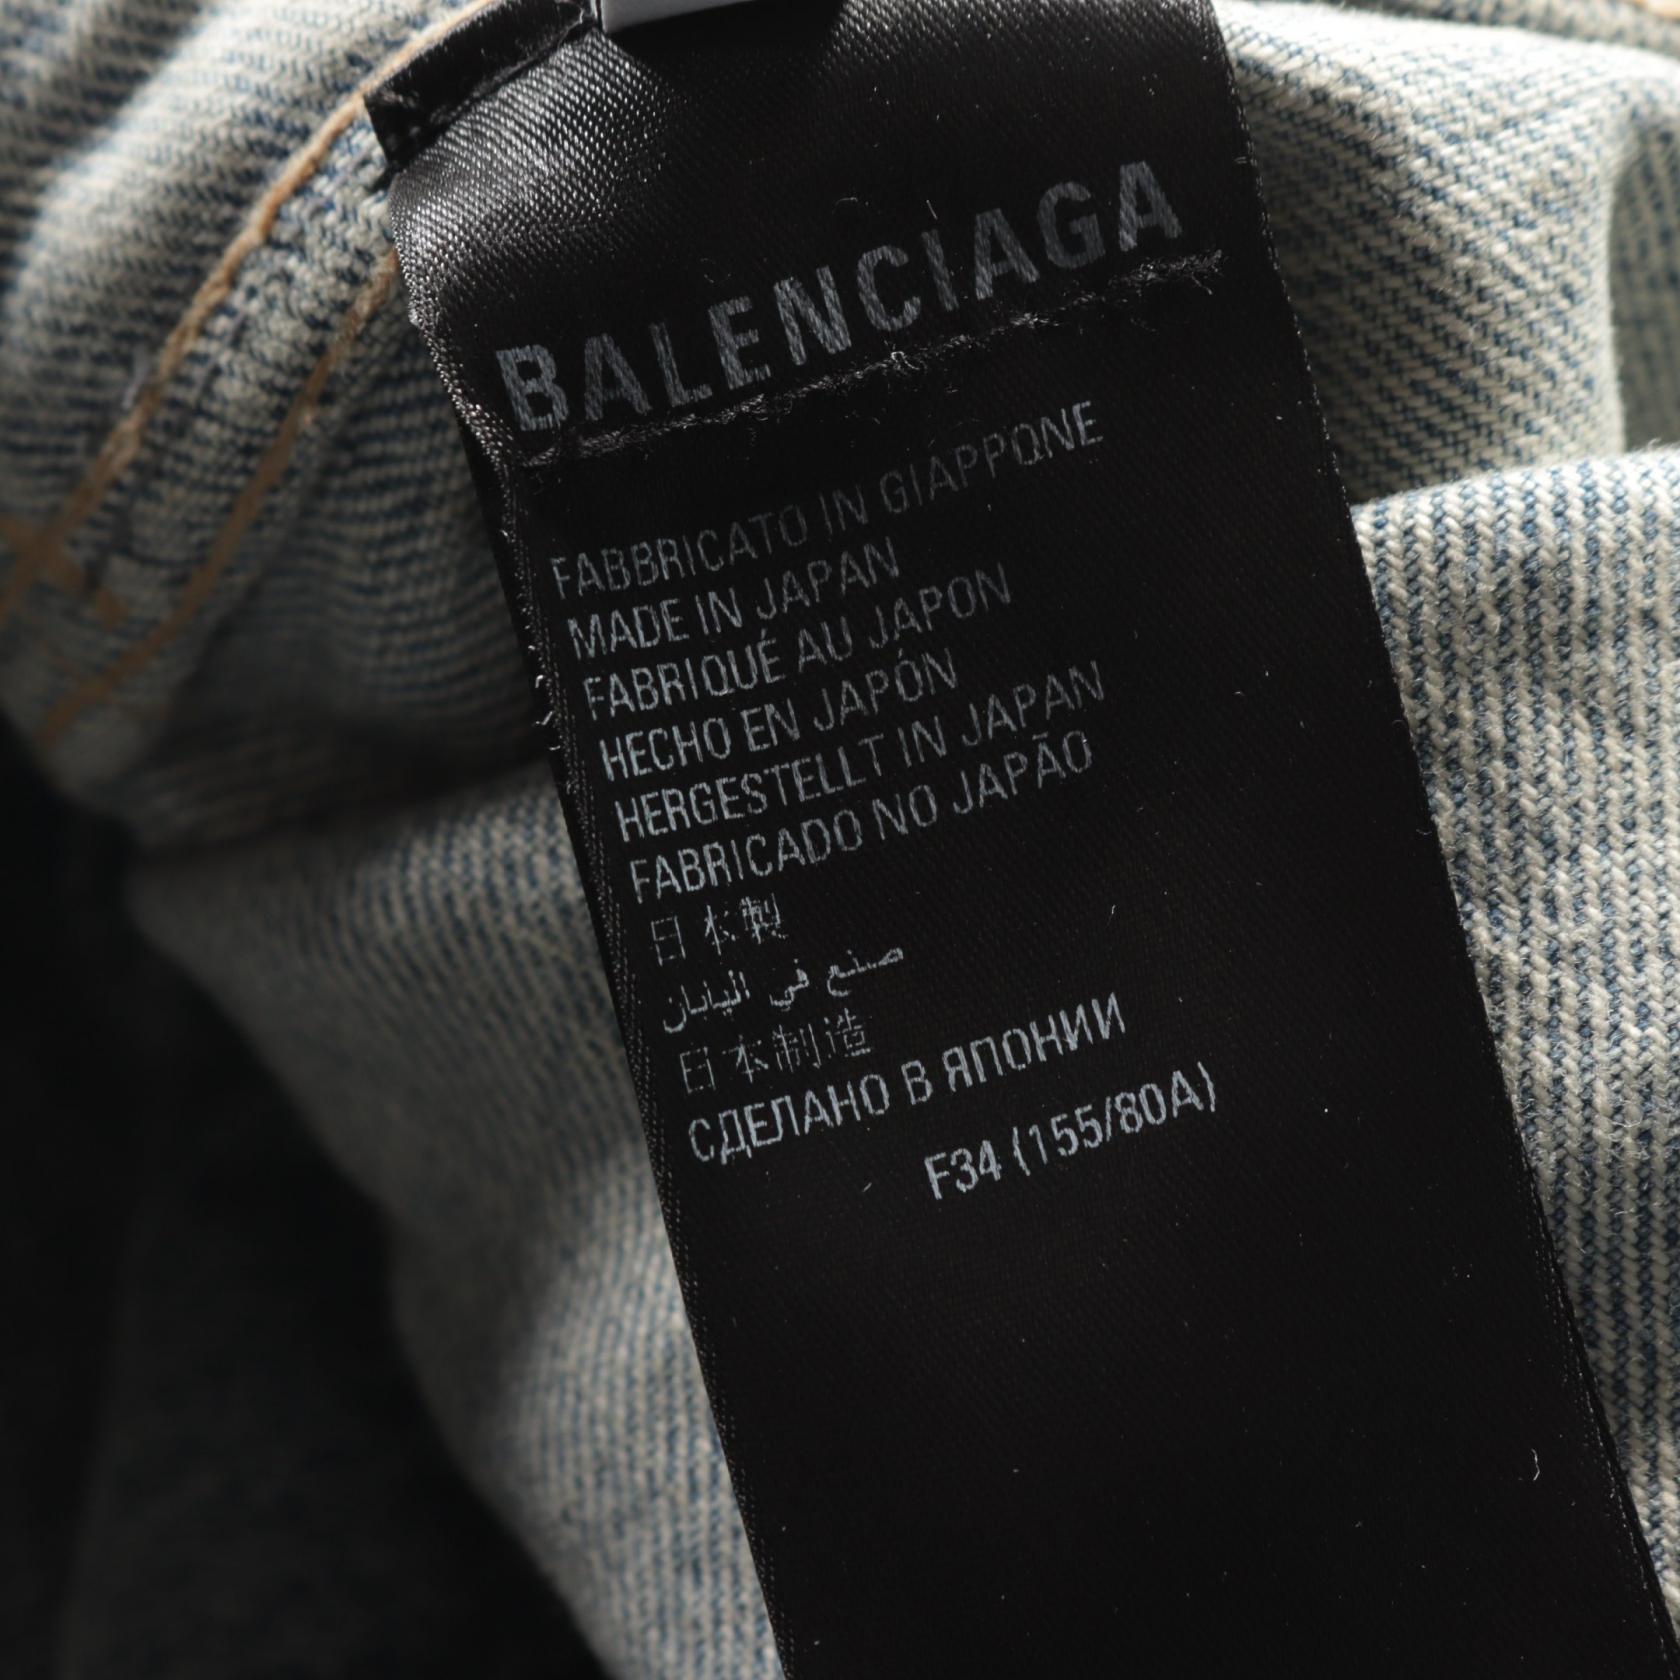 BALENCIAGA
FABBRICATO IN GIAPPONE
MADE IN JAPAN
FABRIQUÉ AU JAPON
HECHO EN JAPÓN
HERGESTELLT IN JAPAN
FABRICADO NO JAPÃO
日本製
صنع في اليابان
日本制造
СДЕЛАНО В ЯПОНИИ
F34 (155/80A)